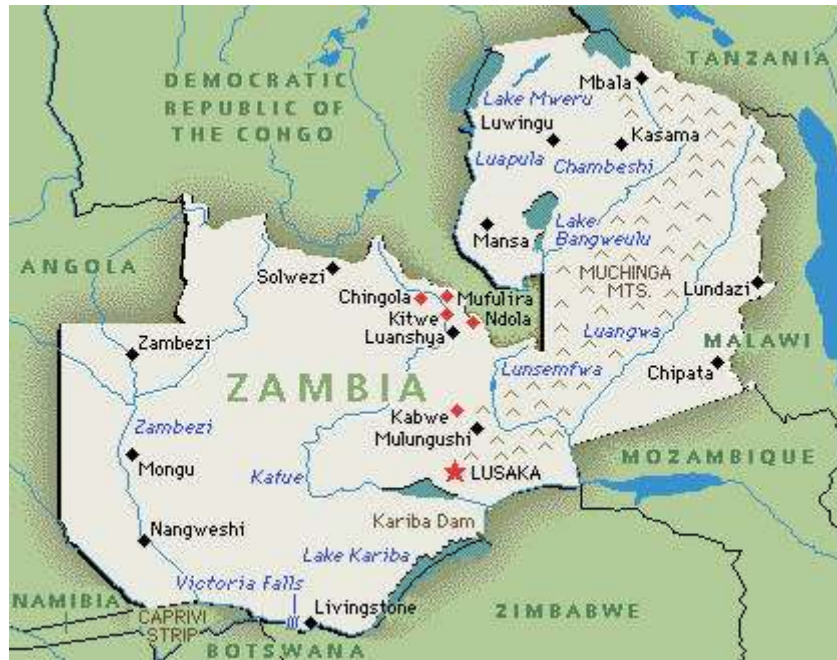 TANZANIA
DEMOCRATIC
REPUBLIC OF
THE CONGO
Mbala
Lake Mweru
Luwingu
Kasama
Luapula
Chambeshi
Mansa
Lake
Bangweulu
ANGOLA
Solwezi
MUCHINGA
MTS.
Lundazi
Chingola
Mufulira
Kitwe
Ndola
Luanshya
Luangwa
MALAWI
Zambezi
Lunsemfwa
Chipata
ZAMBIA
Kabwe
Zambezi
Mulungushi
Mongu
Kafue
LUSAKA
MOZAMBIQUE
Kariba Dam
Nangweshi
Lake Kariba
Victoria Falls
NAMIBIA
Livingstone
ZIMBABWE
CAPRIVI
STRIP
BOTSWANA